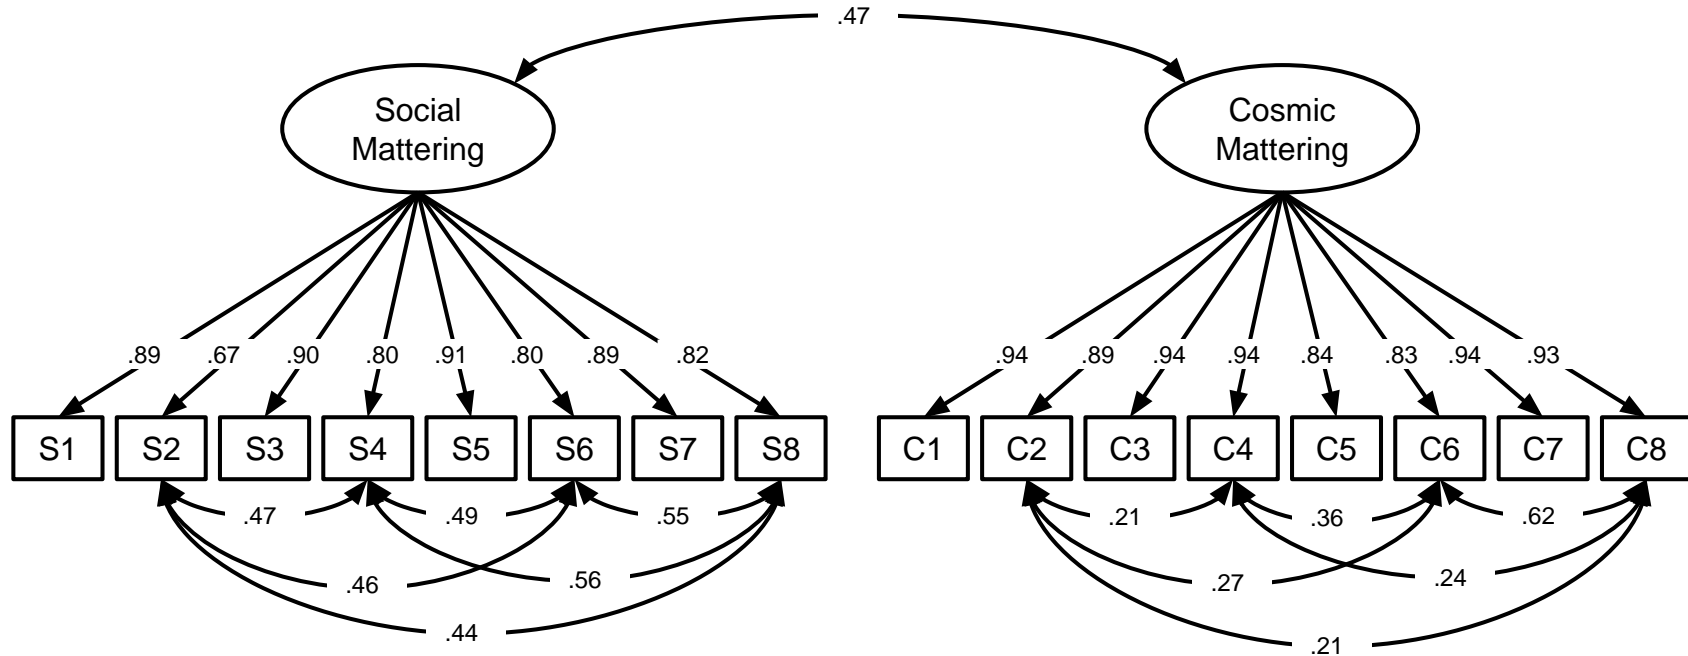 .47
Social
Mattering
Cosmic
Mattering
.89 .67 .90 .80 .91 .80 .89 .82
.94 .89 .94 .94 .84 .83 .94 .93
S1 S2 S3 S4 S5 S6 S7 S8
C1 C2 C3 C4 C5 C6 C7 C8
.47 .49 .55
.21 .36 .62
.46 .56
.27 .24
.44
.21